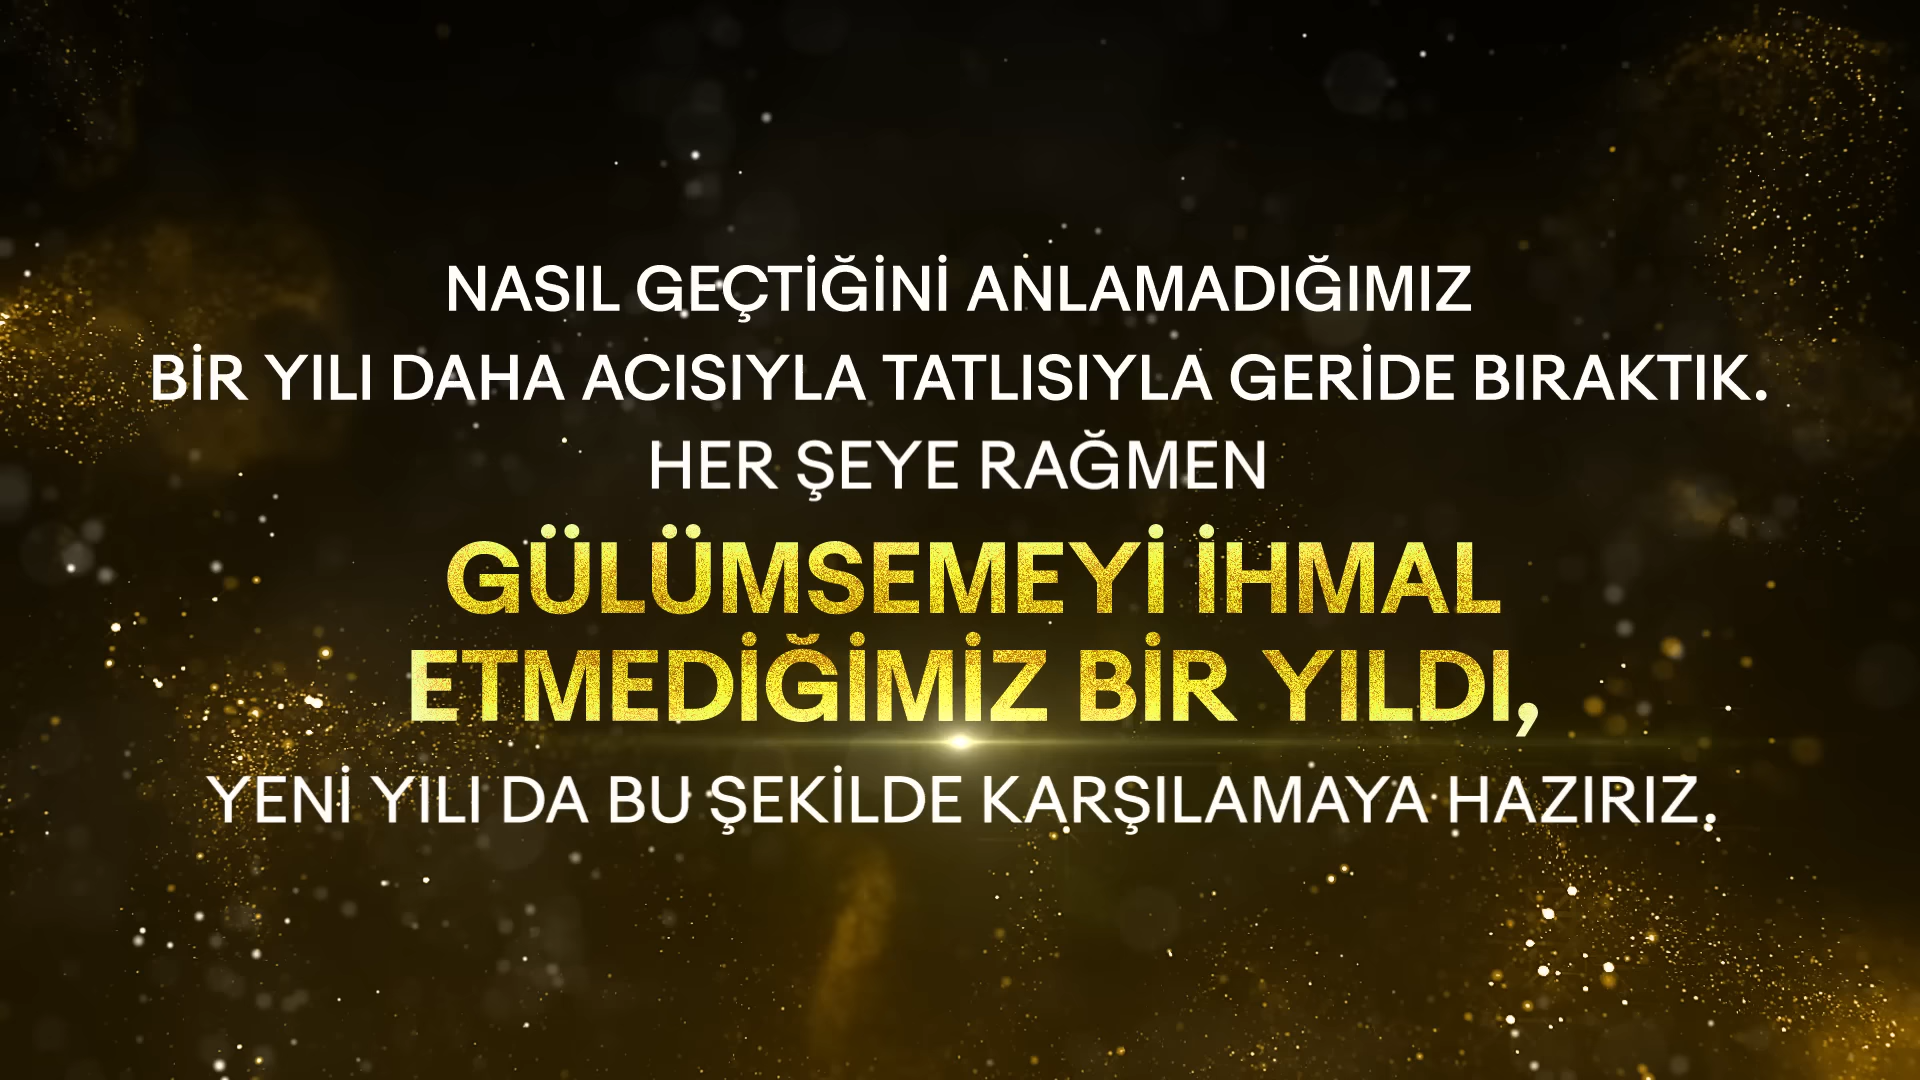 NASIL GEÇTİĞİNİ ANLAMADIĞIMIZ
BİR YILI DAHA ACISIYLA TATLISIYLA GERİDE BIRAKTIK.
HER ŞEYE RAĞMEN
GÜLÜMSEMEYİ İHMAL
ETMEDİĞİMİZ BİR YILDI,
YENİ YILI DA BU ŞEKİLDE KARŞILAMAYA HAZIRIZ.